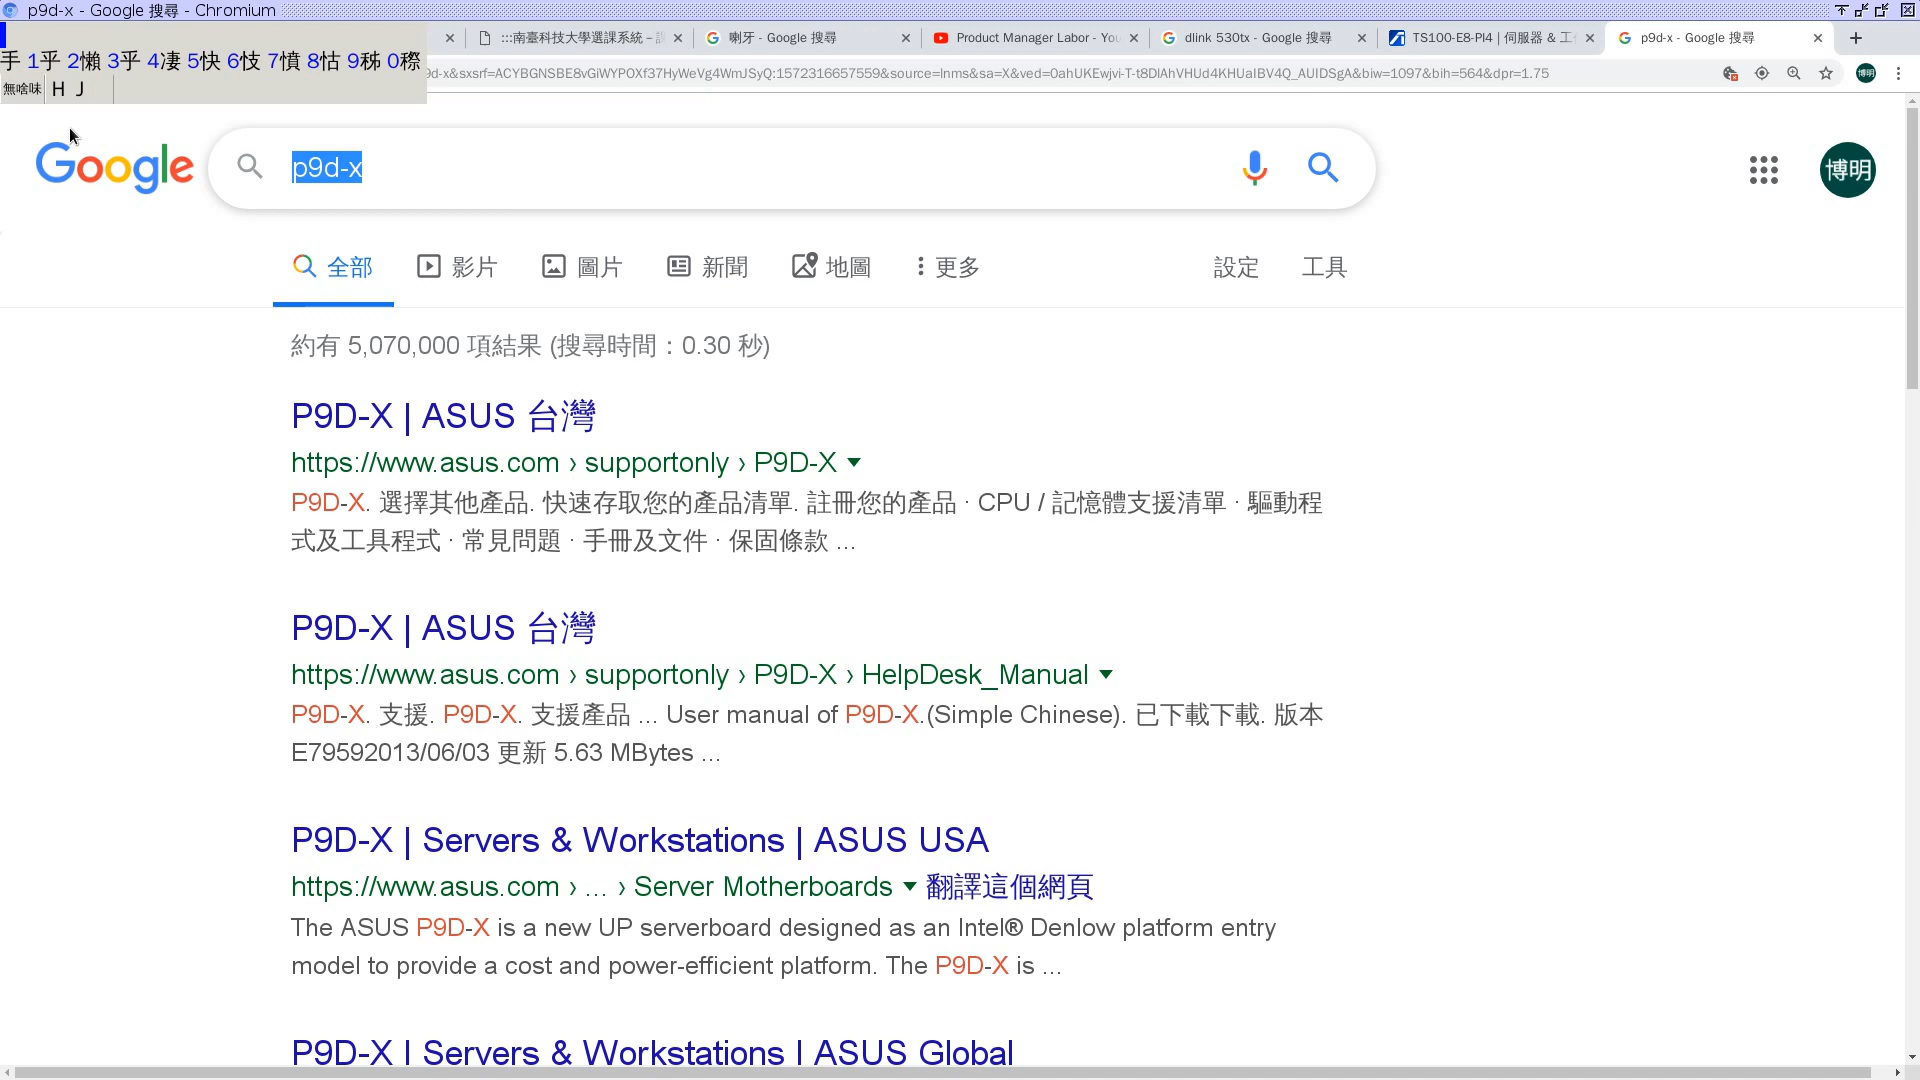 p9d-x - Google 搜尋 - Chromium
:::南臺科技大學選課系統 – 課
喇牙 - Google 搜尋
Product Manager Labor - You
dlink 530tx - Google 搜尋
TS100-E8-PI4 | 伺服器 & 工作
p9d-x - Google 搜尋
手 1乎 2懶 3乎 4凄 5快 6忮 7憤 8怙 9秭 0穄
9d-x&sxsrf=ACYBGNSBE8vGiWYPOXf37HyWeVg4WmJSyQ:1572316657559&source=lnms&sa=X&ved=0ahUKEwjvi-T-t8DlAhVHUd4KHUaIBV4Q_AUIDSgA&biw=1097&bih=564&dpr=1.75
博明
無啥味 H J
Google
p9d-x
博明
全部 影片 圖片 新聞 地圖 更多 設定 工具
約有 5,070,000 項結果 (搜尋時間：0.30 秒)
P9D-X | ASUS 台灣
https://www.asus.com › supportonly › P9D-X
P9D-X. 選擇其他產品. 快速存取您的產品清單. 註冊您的產品 · CPU / 記憶體支援清單 · 驅動程
式及工具程式 · 常見問題 · 手冊及文件 · 保固條款 ...
P9D-X | ASUS 台灣
https://www.asus.com › supportonly › P9D-X › HelpDesk_Manual
P9D-X. 支援. P9D-X. 支援產品 ... User manual of P9D-X.(Simple Chinese). 已下載下載. 版本
E79592013/06/03 更新 5.63 MBytes ...
P9D-X | Servers & Workstations | ASUS USA
https://www.asus.com › ... › Server Motherboards 翻譯這個網頁
The ASUS P9D-X is a new UP serverboard designed as an Intel® Denlow platform entry
model to provide a cost and power-efficient platform. The P9D-X is ...
P9D-X | Servers & Workstations | ASUS Global